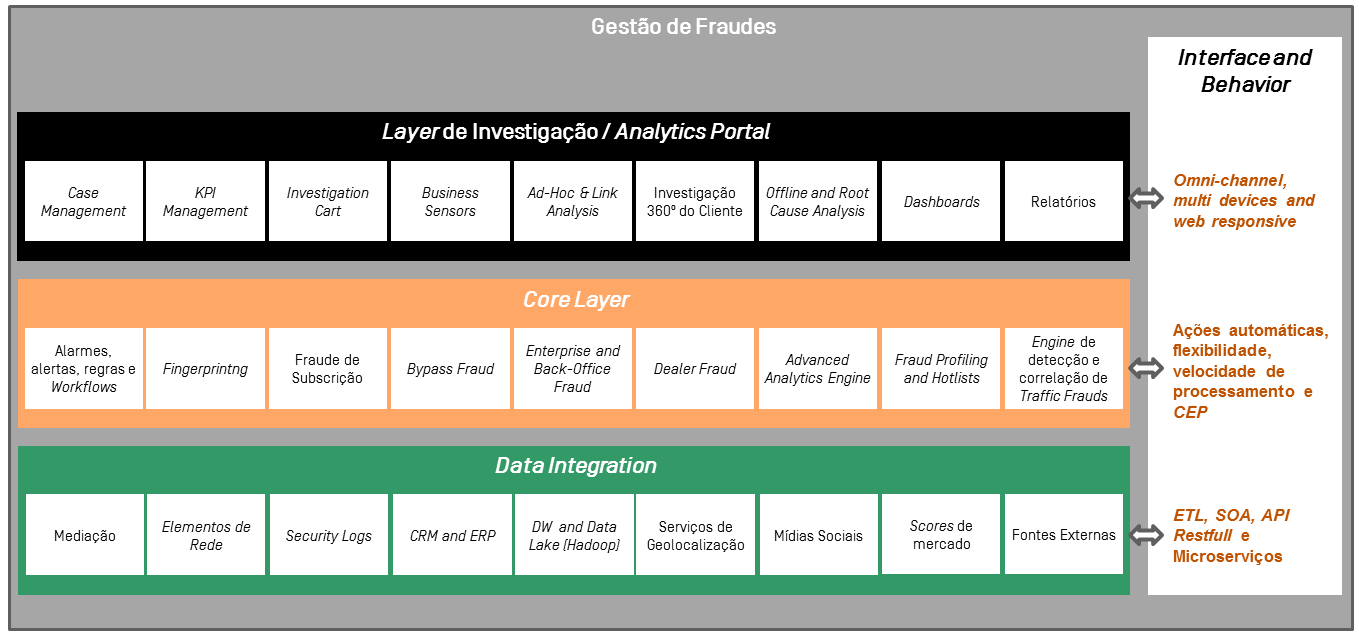 Gestão de Fraudes
Interface and
Behavior
Layer de Investigação / Analytics Portal
Case
Management
KPI
Management
Investigation
Cart
Business
Sensors
Ad-Hoc & Link
Analysis
Investigação
360º do Cliente
Offline and Root
Cause Analysis
Dashboards
Relatórios
Omni-channel,
multi devices and
web responsive
Core Layer
Alarmes,
alertas, regras e
Workflows
Fingerprintng
Fraude de
Subscrição
Bypass Fraud
Enterprise and
Back-Office
Fraud
Dealer Fraud
Advanced
Analytics Engine
Fraud Profiling
and Hotlists
Engine de
detecção e
correlação de
Traffic Frauds
Ações automáticas,
flexibilidade,
velocidade de
processamento e
CEP
Data Integration
Mediação
Elementos de
Rede
Security Logs
CRM and ERP
DW and Data
Lake (Hadoop)
Serviços de
Geolocalização
Mídias Sociais
Scores de
mercado
Fontes Externas
ETL, SOA, API
Restfull e
Microserviços